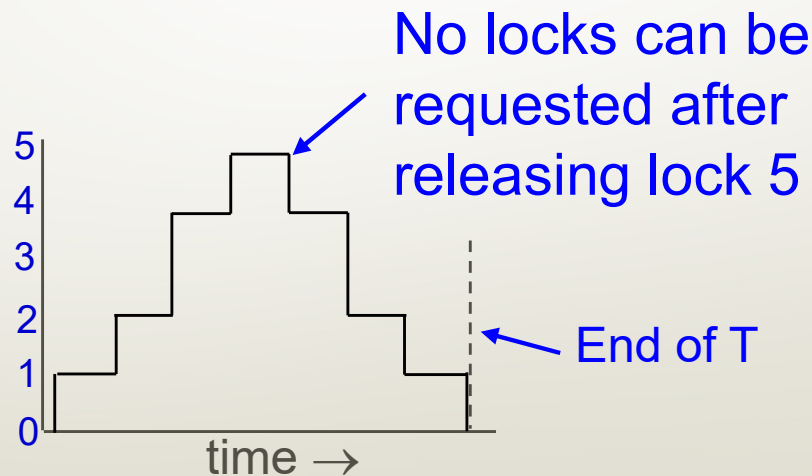 No locks can be
requested after
releasing lock 5
5
4
3
2
1
0
End of T
time →